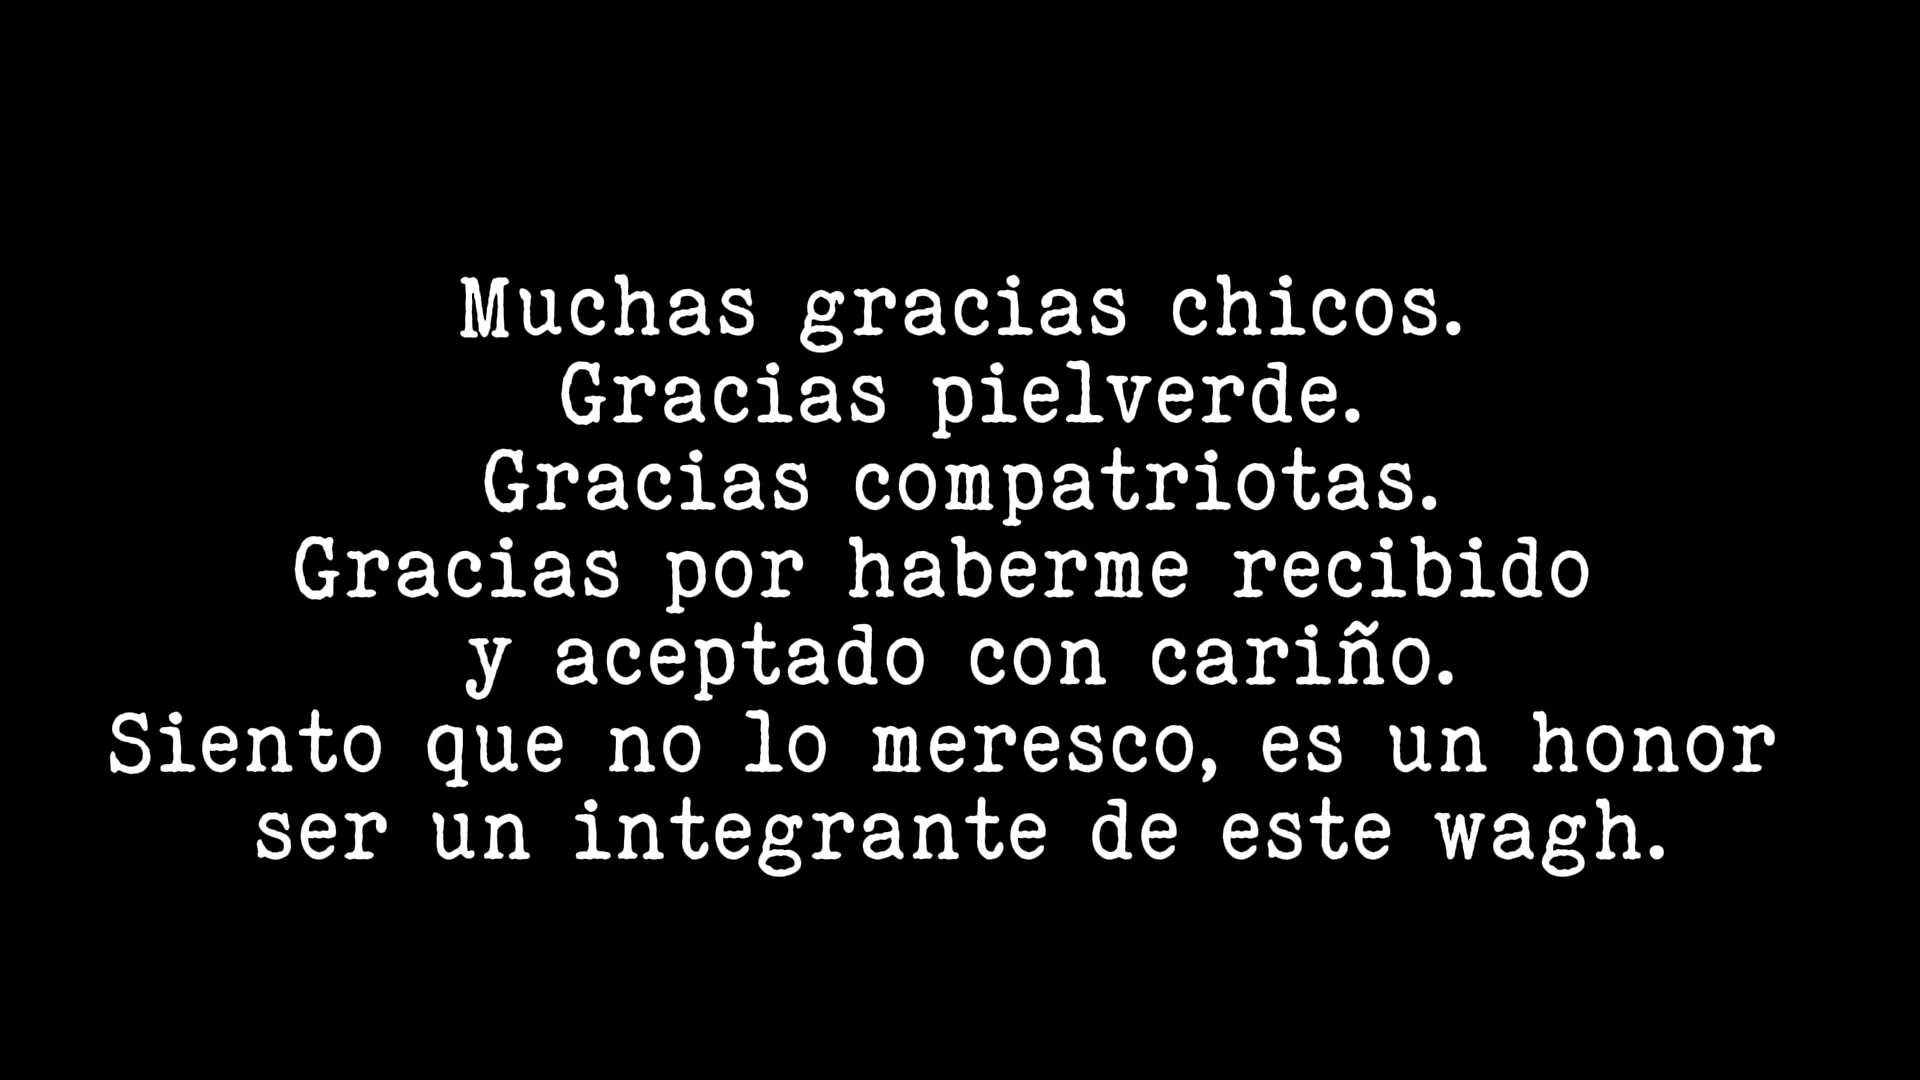 Muchas gracias chicos.
Gracias pielverde.
Gracias compatriotas.
Gracias por haberme recibido
y aceptado con cariño.
Siento que no lo meresco, es un honor
ser un integrante de este wagh.